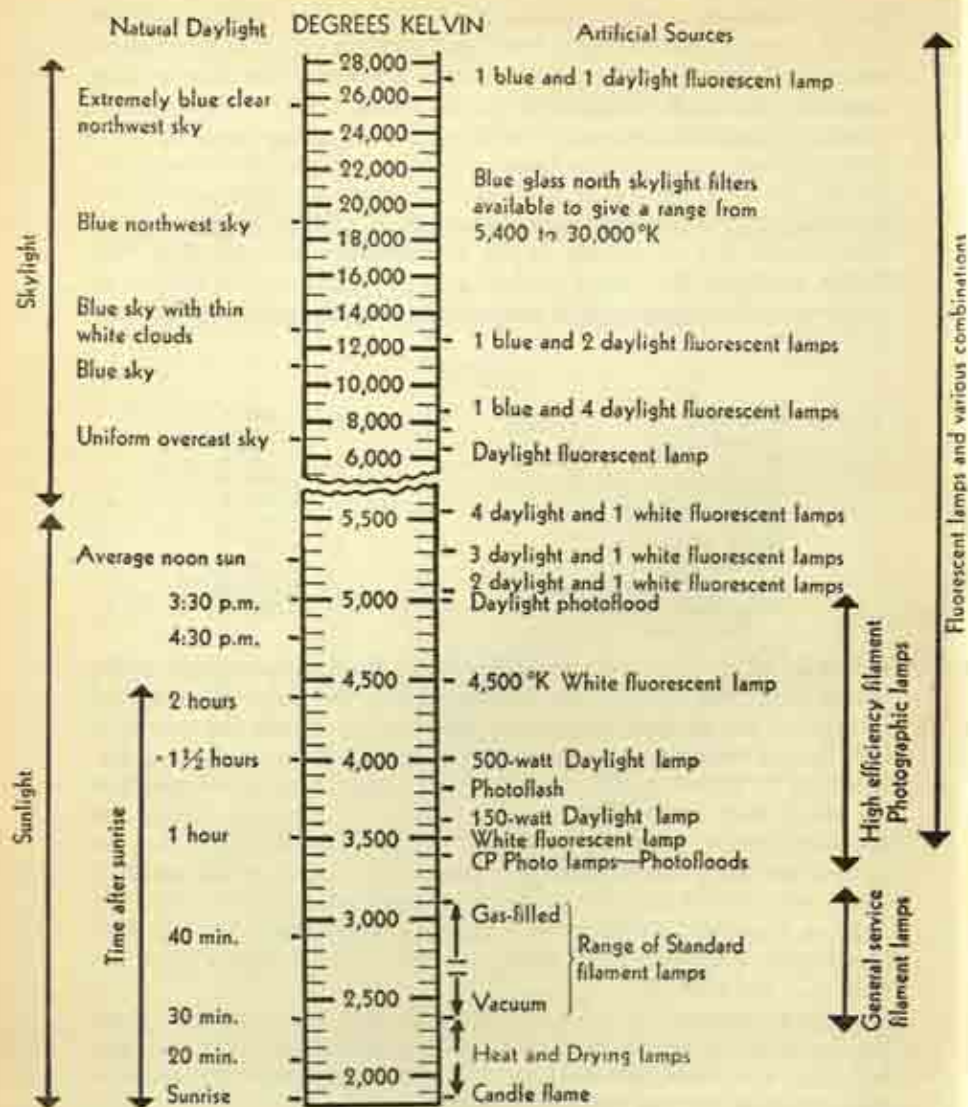 Natural Daylight
DEGREES KELVIN
Artificial Sources
28,000
26,000
24,000
22,000
20,000
18,000
16,000
14,000
12,000
10,000
8,000
6,000
5,500
5,000
4,500
4,000
3,500
3,000
2,500
2,000
Skylight
Extremely blue clear
northwest sky
Blue northwest sky
Blue sky with thin
white clouds
Blue sky
Uniform overcast sky
Sunlight
Average noon sun
3:30 p.m.
4:30 p.m.
Time after sunrise
2 hours
1½ hours
1 hour
40 min.
30 min.
20 min.
Sunrise
1 blue and 1 daylight fluorescent lamp
Blue glass north skylight filters
available to give a range from
5,400 to 30,000°K
1 blue and 2 daylight fluorescent lamps
1 blue and 4 daylight fluorescent lamps
Daylight fluorescent lamp
4 daylight and 1 white fluorescent lamps
3 daylight and 1 white fluorescent lamps
2 daylight and 1 white fluorescent lamps
Daylight photoflood
4,500 °K White fluorescent lamp
500-watt Daylight lamp
Photoflash
150-watt Daylight lamp
White fluorescent lamp
CP Photo lamps—Photofloods
Gas-filled
Range of Standard
filament lamps
Vacuum
Heat and Drying lamps
Candle flame
Fluorescent lamps and various combinations
High efficiency filament
Photographic lamps
General service
filament lamps